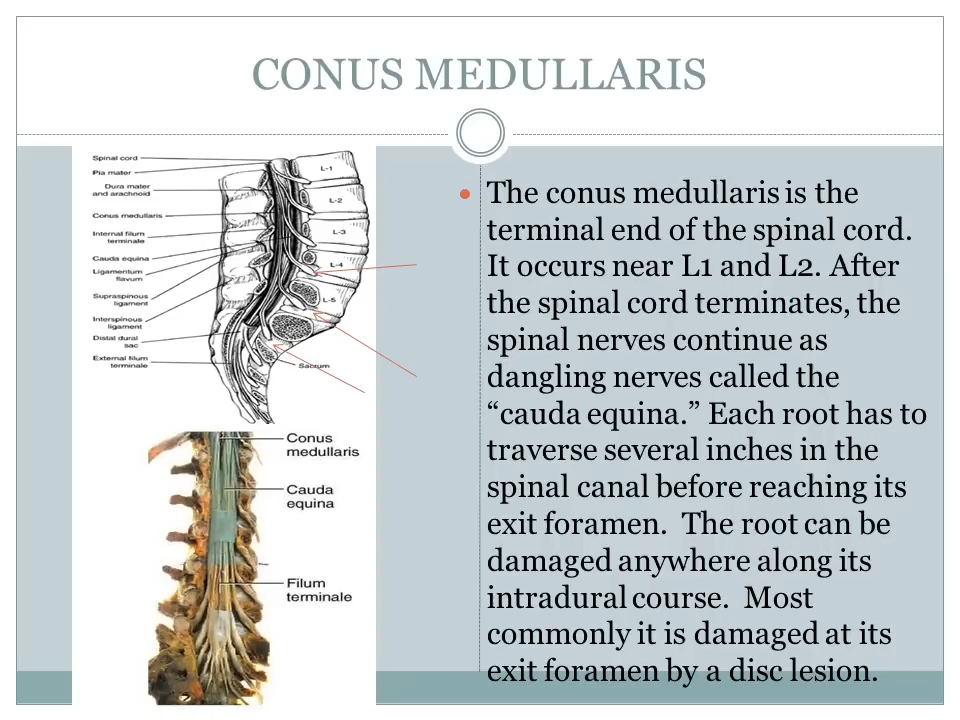 CONUS MEDULLARIS
Spinal cord
Pia mater
Dura mater
and arachnoid
Conus medullaris
Internal filum
terminale
Cauda equina
Ligamentum
flavum
Supraspinous
ligament
Interspinous
ligament
Distal dural
sac
External filum
terminale
L-1
L-2
L-3
L-4
L-5
Sacrum
Conus
medullaris
Cauda
equina
Filum
terminale
• The conus medullaris is the
terminal end of the spinal cord.
It occurs near L1 and L2. After
the spinal cord terminates, the
spinal nerves continue as
dangling nerves called the
“cauda equina.” Each root has to
traverse several inches in the
spinal canal before reaching its
exit foramen.  The root can be
damaged anywhere along its
intradural course.  Most
commonly it is damaged at its
exit foramen by a disc lesion.